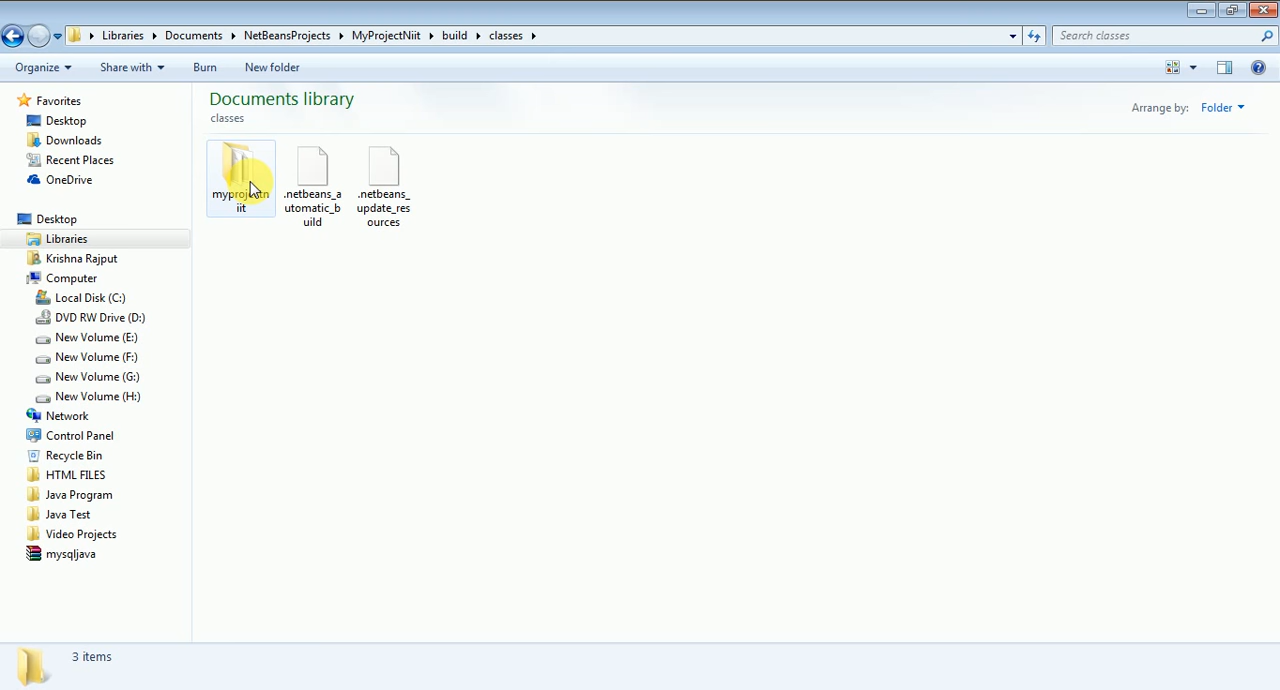 Libraries Documents NetBeansProjects MyProjectNiit build classes
Search classes
Organize Share with Burn New folder
Documents library
classes
Arrange by: Folder
Favorites
Desktop
Downloads
Recent Places
OneDrive
Desktop
Libraries
Krishna Rajput
Computer
Local Disk (C:)
DVD RW Drive (D:)
New Volume (E:)
New Volume (F:)
New Volume (G:)
New Volume (H:)
Network
Control Panel
Recycle Bin
HTML FILES
Java Program
Java Test
Video Projects
mysqljava
myprojectn
iit
.netbeans_a
utomatic_b
uild
.netbeans_
update_res
ources
3 items